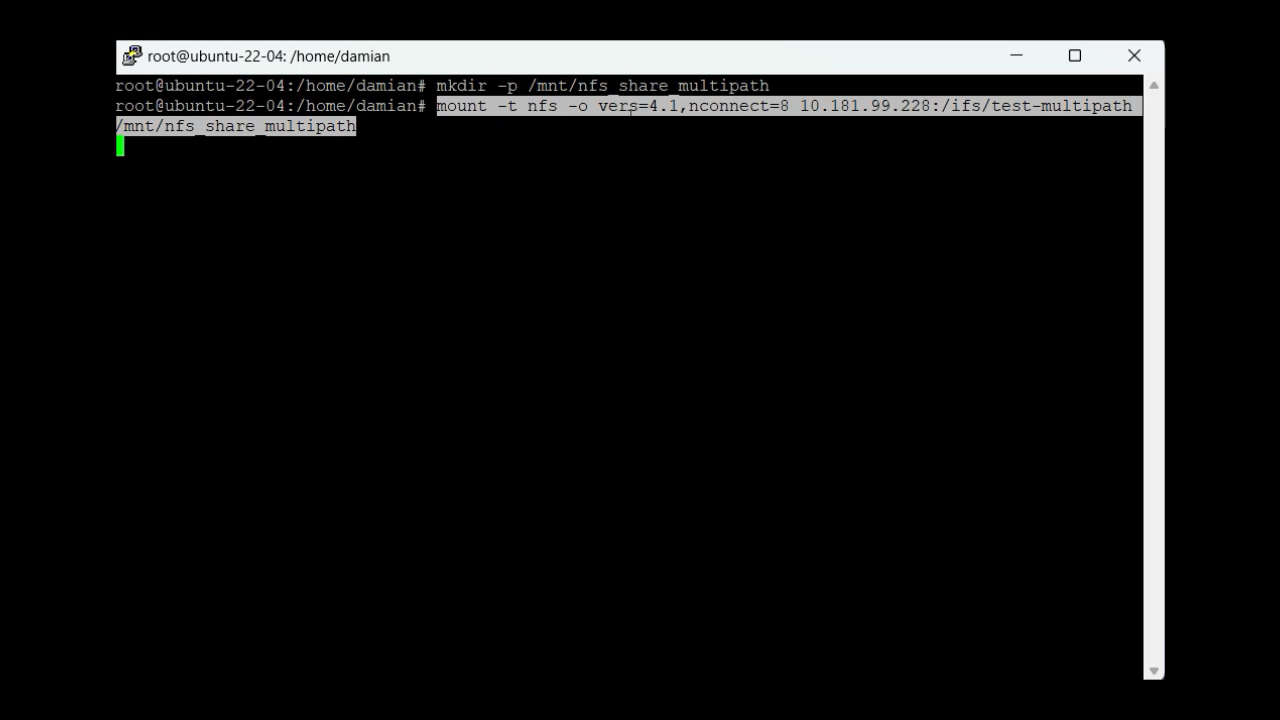 root@ubuntu-22-04: /home/damian
root@ubuntu-22-04:/home/damian# mkdir -p /mnt/nfs_share_multipath
root@ubuntu-22-04:/home/damian# mount -t nfs -o vers=4.1,nconnect=8 10.181.99.228:/ifs/test-multipath
/mnt/nfs_share_multipath